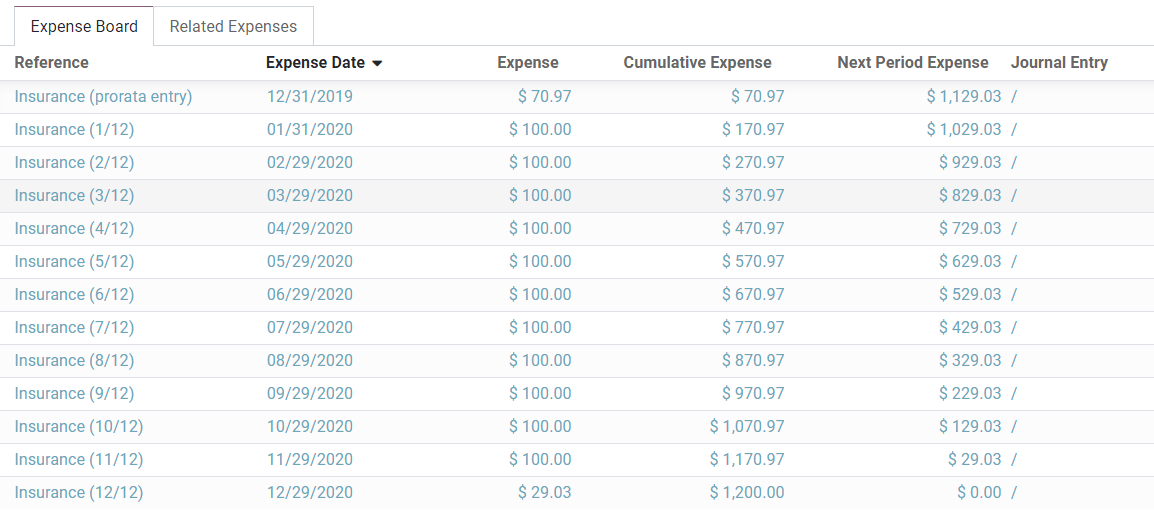 Expense Board Related Expenses
Reference Expense Date Expense Cumulative Expense Next Period Expense Journal Entry
Insurance (prorata entry) 12/31/2019 $ 70.97 $ 70.97 $ 1,129.03 /
Insurance (1/12) 01/31/2020 $ 100.00 $ 170.97 $ 1,029.03 /
Insurance (2/12) 02/29/2020 $ 100.00 $ 270.97 $ 929.03 /
Insurance (3/12) 03/29/2020 $ 100.00 $ 370.97 $ 829.03 /
Insurance (4/12) 04/29/2020 $ 100.00 $ 470.97 $ 729.03 /
Insurance (5/12) 05/29/2020 $ 100.00 $ 570.97 $ 629.03 /
Insurance (6/12) 06/29/2020 $ 100.00 $ 670.97 $ 529.03 /
Insurance (7/12) 07/29/2020 $ 100.00 $ 770.97 $ 429.03 /
Insurance (8/12) 08/29/2020 $ 100.00 $ 870.97 $ 329.03 /
Insurance (9/12) 09/29/2020 $ 100.00 $ 970.97 $ 229.03 /
Insurance (10/12) 10/29/2020 $ 100.00 $ 1,070.97 $ 129.03 /
Insurance (11/12) 11/29/2020 $ 100.00 $ 1,170.97 $ 29.03 /
Insurance (12/12) 12/29/2020 $ 29.03 $ 1,200.00 $ 0.00 /